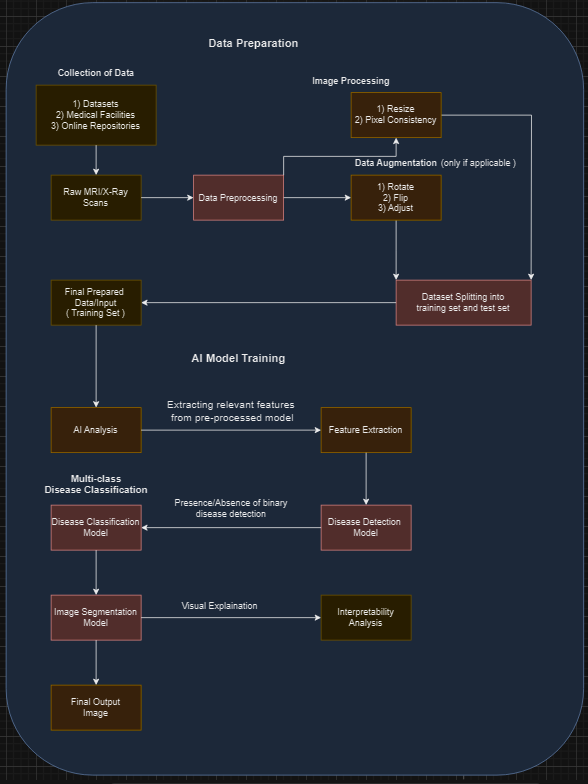 Data Preparation
Collection of Data
1) Datasets
2) Medical Facilities
3) Online Repositories
Image Processing
1) Resize
2) Pixel Consistency
Raw MRI/X-Ray
Scans
Data Preprocessing
Data Augmentation (only if applicable )
1) Rotate
2) Flip
3) Adjust
Dataset Splitting into
training set and test set
Final Prepared
Data/Input
( Training Set )
AI Model Training
AI Analysis
Extracting relevant features
from pre-processed model
Feature Extraction
Multi-class
Disease Classification
Disease Classification
Model
Presence/Absence of binary
disease detection
Disease Detection
Model
Image Segmentation
Model
Visual Explaination
Interpretability
Analysis
Final Output
Image